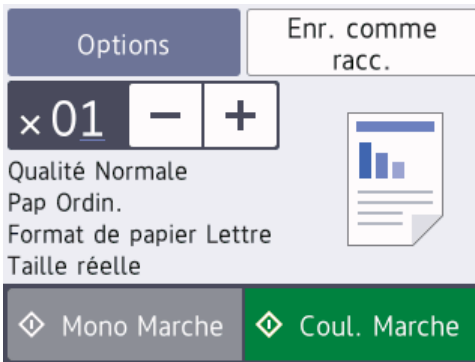 Options
Enr. comme
racc.
×01 − +
Qualité Normale
Pap Ordin.
Format de papier Lettre
Taille réelle
Mono Marche
Coul. Marche